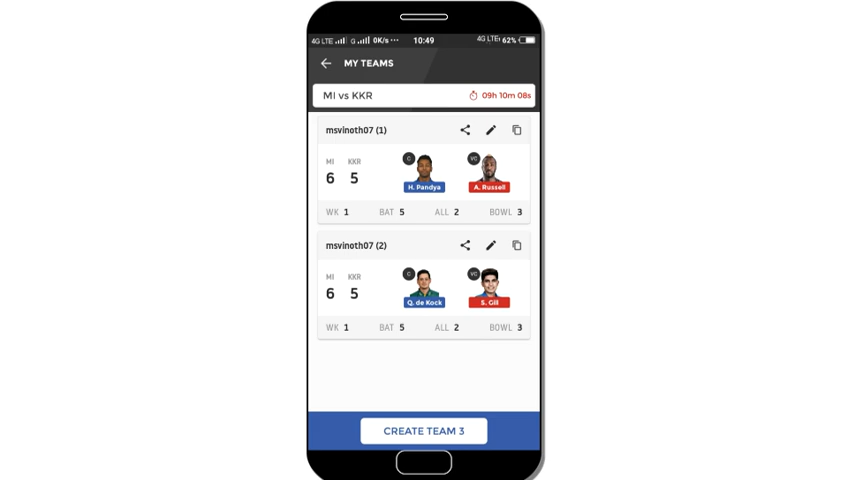 4G LTE G 0K/s ··· 10:49 4G LTE 62%
MY TEAMS
MI vs KKR 09h 10m 08s
msvinoth07 (1)
MI KKR C VC
6 5
H. Pandya A. Russell
WK 1 BAT 5 ALL 2 BOWL 3
msvinoth07 (2)
MI KKR C VC
6 5
Q. de Kock S. Gill
WK 1 BAT 5 ALL 2 BOWL 3
CREATE TEAM 3